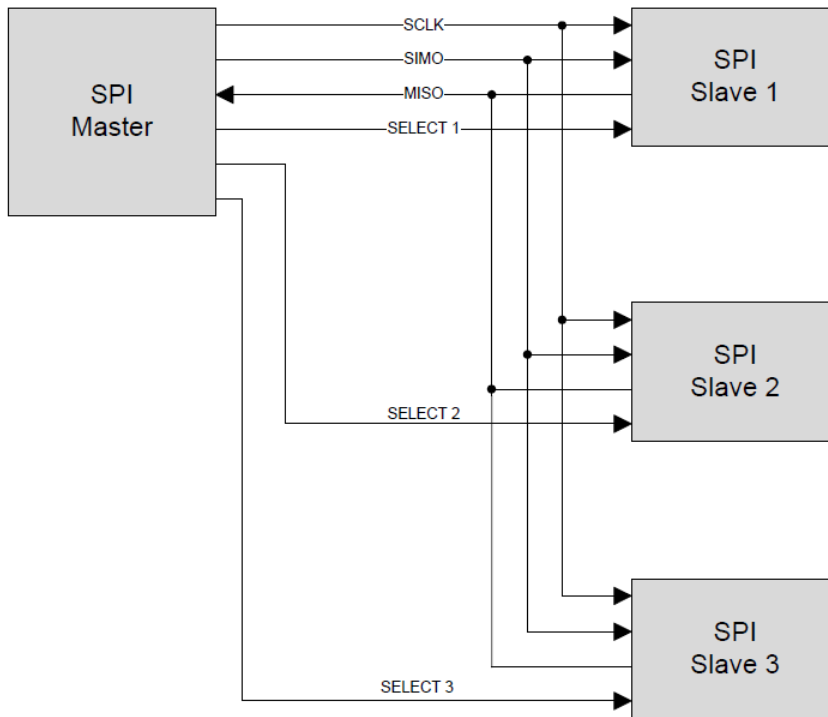 SPI
Master
SCLK
SIMO
MISO
SELECT 1
SPI
Slave 1
SELECT 2
SPI
Slave 2
SELECT 3
SPI
Slave 3